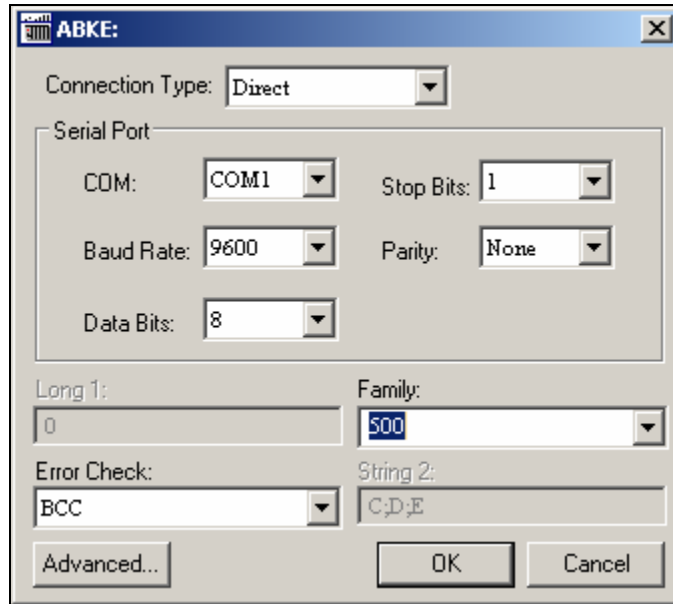 ABKE:
Connection Type: Direct
Serial Port
COM: COM1 Stop Bits: 1
Baud Rate: 9600 Parity: None
Data Bits: 8
Long 1: Family:
0 500
Error Check: String 2:
BCC C;D;E
Advanced... OK Cancel